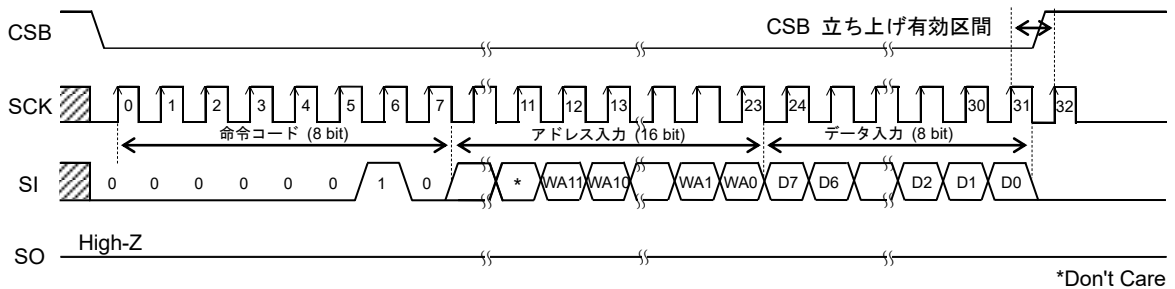 CSB CSB 立ち上げ有効区間
SCK 0 1 2 3 4 5 6 7 11 12 13 23 24 30 31 32
命令コード (8 bit) アドレス入力 (16 bit) データ入力 (8 bit)
SI 0 0 0 0 0 0 1 0 * WA11 WA10 WA1 WA0 D7 D6 D2 D1 D0
High-Z
SO
*Don't Care